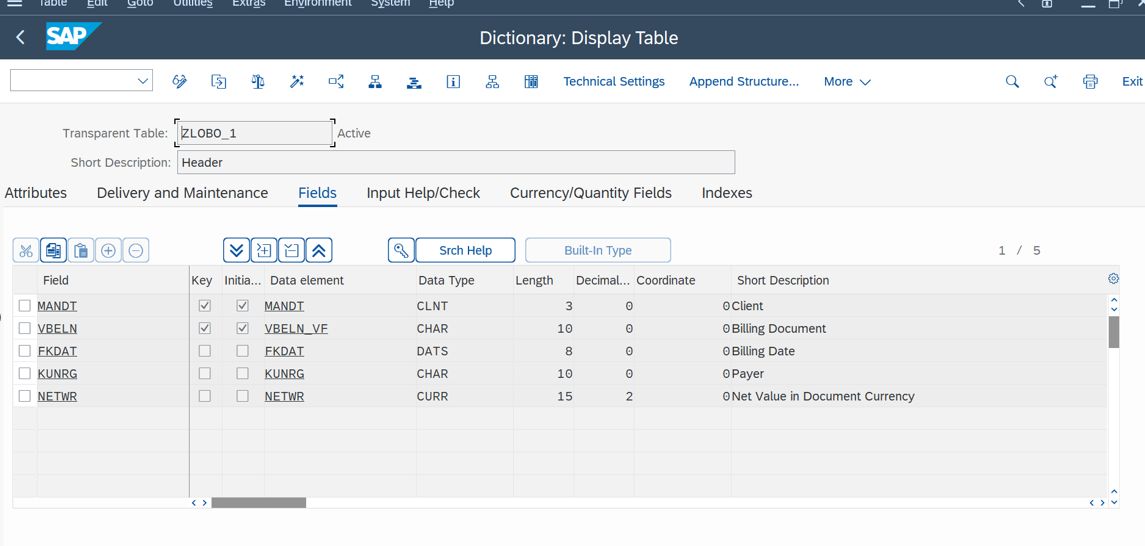 Table Edit Goto Utilities Extras Environment System Help
SAP Dictionary: Display Table
Technical Settings Append Structure... More Exit
Transparent Table: ZLOBO_1 Active
Short Description: Header
Attributes Delivery and Maintenance Fields Input Help/Check Currency/Quantity Fields Indexes
Srch Help Built-In Type 1 / 5
Field Key Initia... Data element Data Type Length Decimal... Coordinate Short Description
MANDT MANDT CLNT 3 0 0 Client
VBELN VBELN_VF CHAR 10 0 0 Billing Document
FKDAT FKDAT DATS 8 0 0 Billing Date
KUNRG KUNRG CHAR 10 0 0 Payer
NETWR NETWR CURR 15 2 0 Net Value in Document Currency